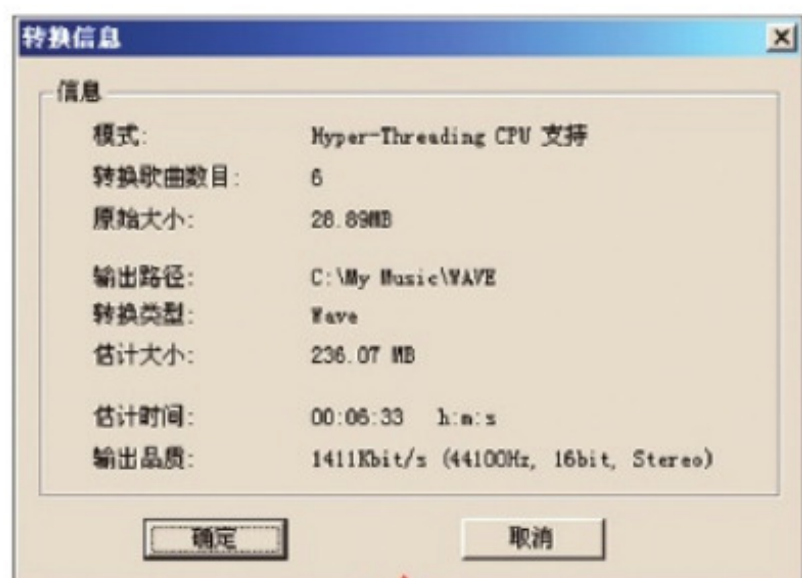 转换信息
信息
模式: Hyper-Threading CPU 支持
转换歌曲数目: 6
原始大小: 28.89MB
输出路径: C:\My Music\WAVE
转换类型: Wave
估计大小: 236.07 MB
估计时间: 00:06:33 h:m:s
输出品质: 1411Kbit/s (44100Hz, 16bit, Stereo)
确定 取消